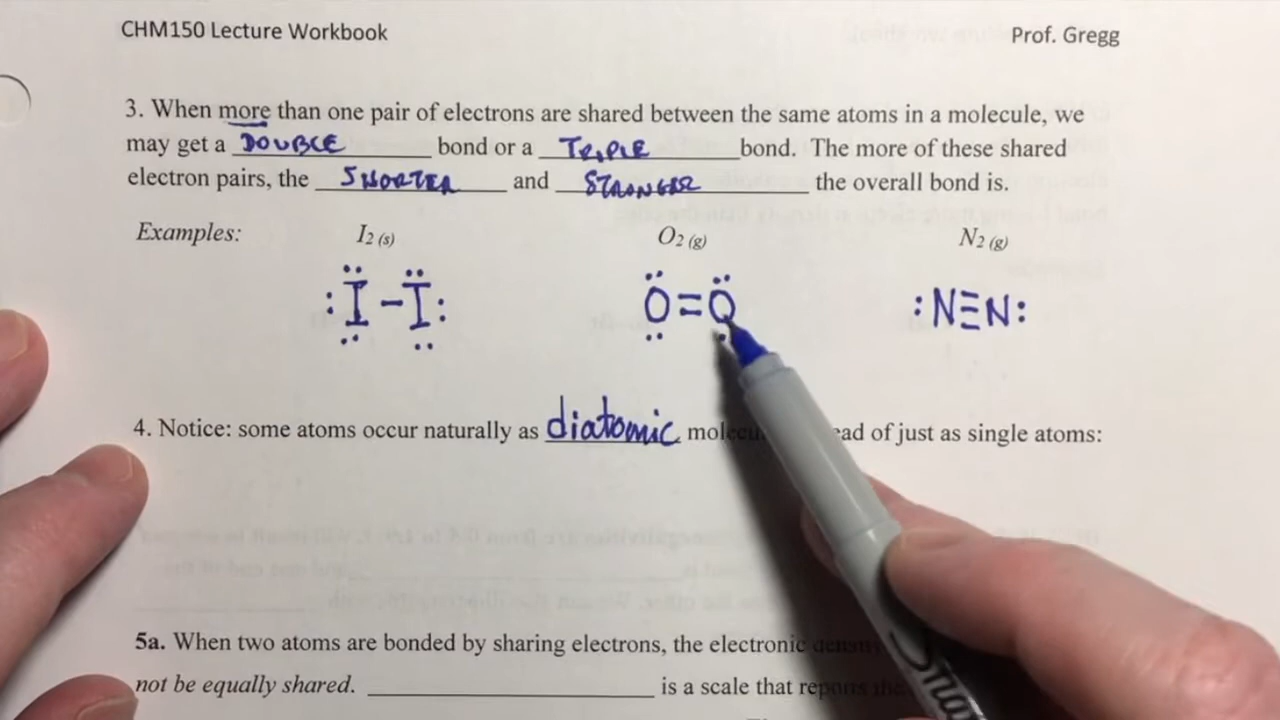 CHM150 Lecture Workbook Prof. Gregg
3. When more than one pair of electrons are shared between the same atoms in a molecule, we
may get a DOUBLE bond or a TRIPLE bond. The more of these shared
electron pairs, the SHORTER and STRONGER the overall bond is.
Examples: I2 (s) O2 (g) N2 (g)
I–I O=O :N≡N:
4. Notice: some atoms occur naturally as diatomic of just as single atoms:
5a. When two atoms are bonded by sharing electrons, the electronic
not be equally shared. is a scale that reports the